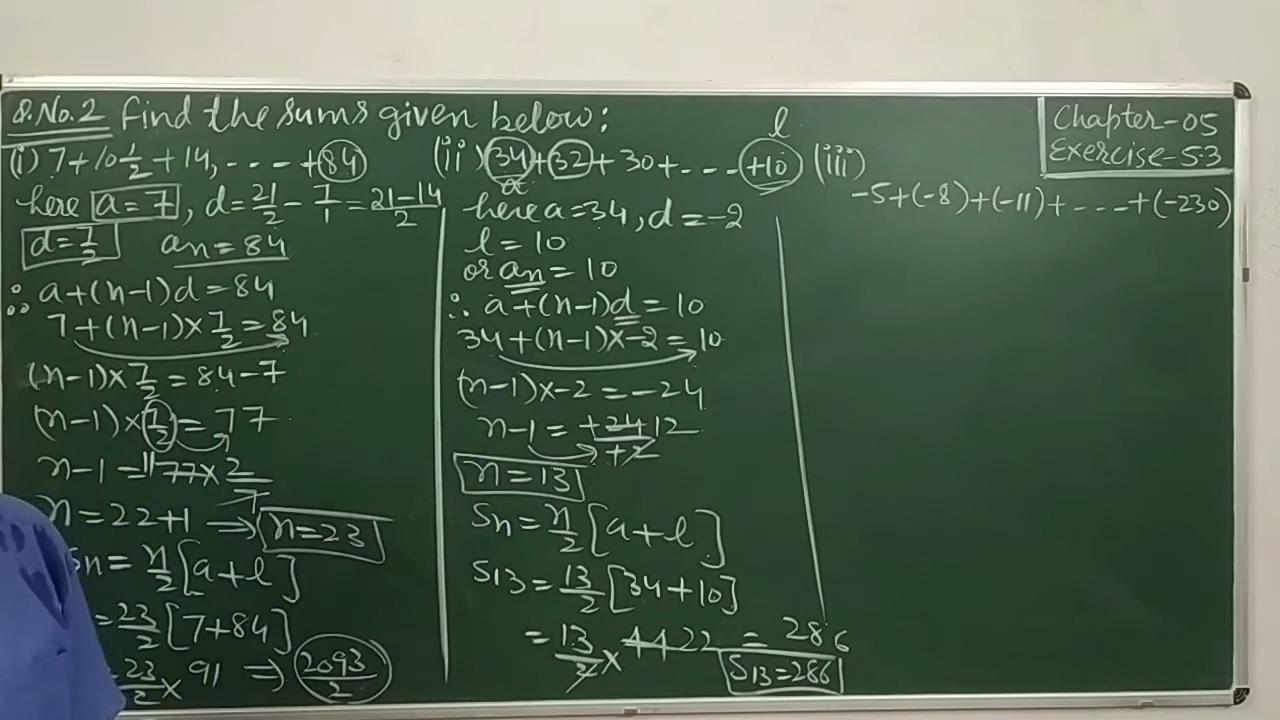 Q.No.2 Find the sums given below:
Chapter-05
Exercise-5.3
(i) 7+10 1/2+14, ---- +84
here a=7, d=21/2-7/1=21-14/2
d=7/2 an=84
∴ a+(n-1)d=84
7+(n-1)×7/2=84
(n-1)×7/2=84-7
(n-1)×7/2=77
n-1=11 77×2/7
n=22+1 ⇒ n=23
Sn=n/2[a+l]
=23/2[7+84]
=23/2×91 ⇒ 2093/2
(ii) 34+32+30+---- +10
a
l
here a=34, d=-2
l=10
or an=10
∴ a+(n-1)d=10
34+(n-1)×-2=10
(n-1)×-2=-24
n-1=+24 12/+2
n=13
Sn=n/2[a+l]
S13=13/2[34+10]
=13/2×44 22=286
S13=286
(iii)
-5+(-8)+(-11)+----+(-230)